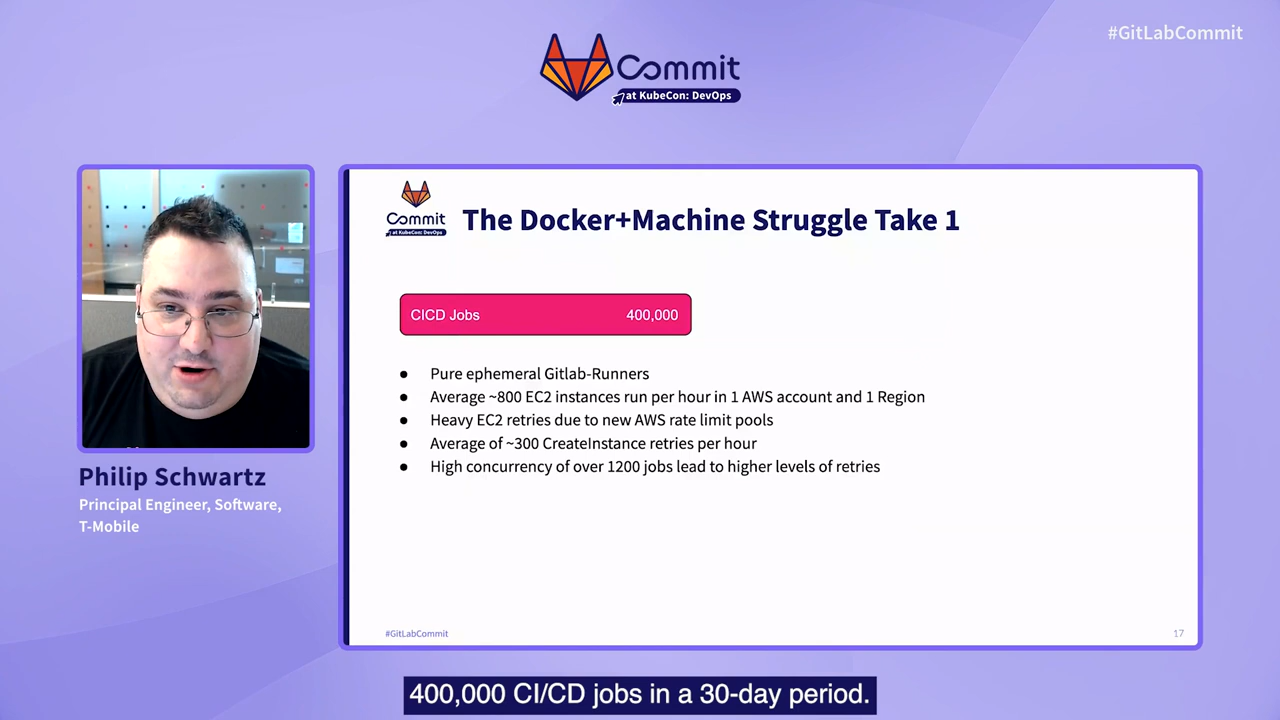 #GitLabCommit
Commit
at KubeCon: DevOps
Commit
at KubeCon: DevOps
The Docker+Machine Struggle Take 1
CICD Jobs 400,000
● Pure ephemeral Gitlab-Runners
● Average ~800 EC2 instances run per hour in 1 AWS account and 1 Region
● Heavy EC2 retries due to new AWS rate limit pools
● Average of ~300 CreateInstance retries per hour
● High concurrency of over 1200 jobs lead to higher levels of retries
Philip Schwartz
Principal Engineer, Software,
T-Mobile
#GitLabCommit
17
400,000 CI/CD jobs in a 30-day period.